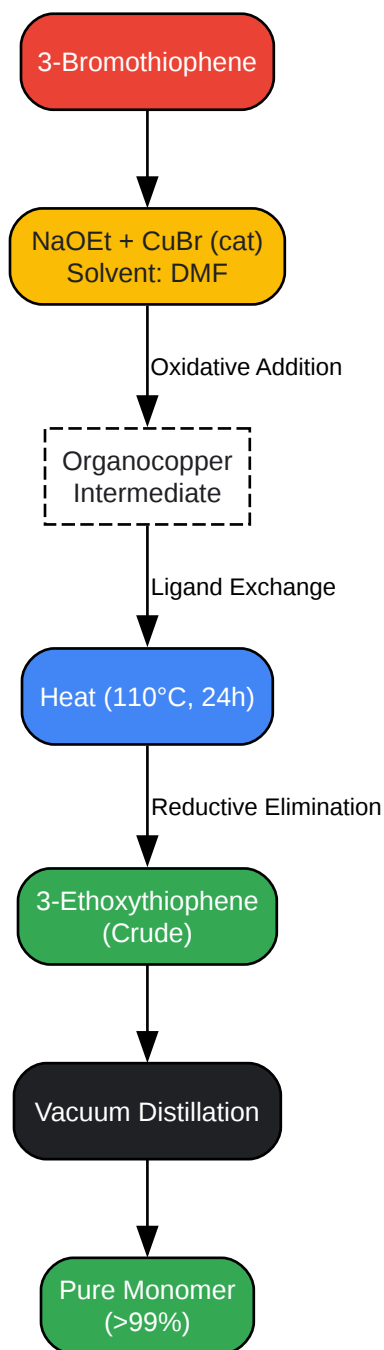 3-Bromothiophene
NaOEt + CuBr (cat)
Solvent: DMF
Oxidative Addition
Organocopper
Intermediate
Ligand Exchange
Heat (110°C, 24h)
Reductive Elimination
3-Ethoxythiophene
(Crude)
Vacuum Distillation
Pure Monomer
(>99%)